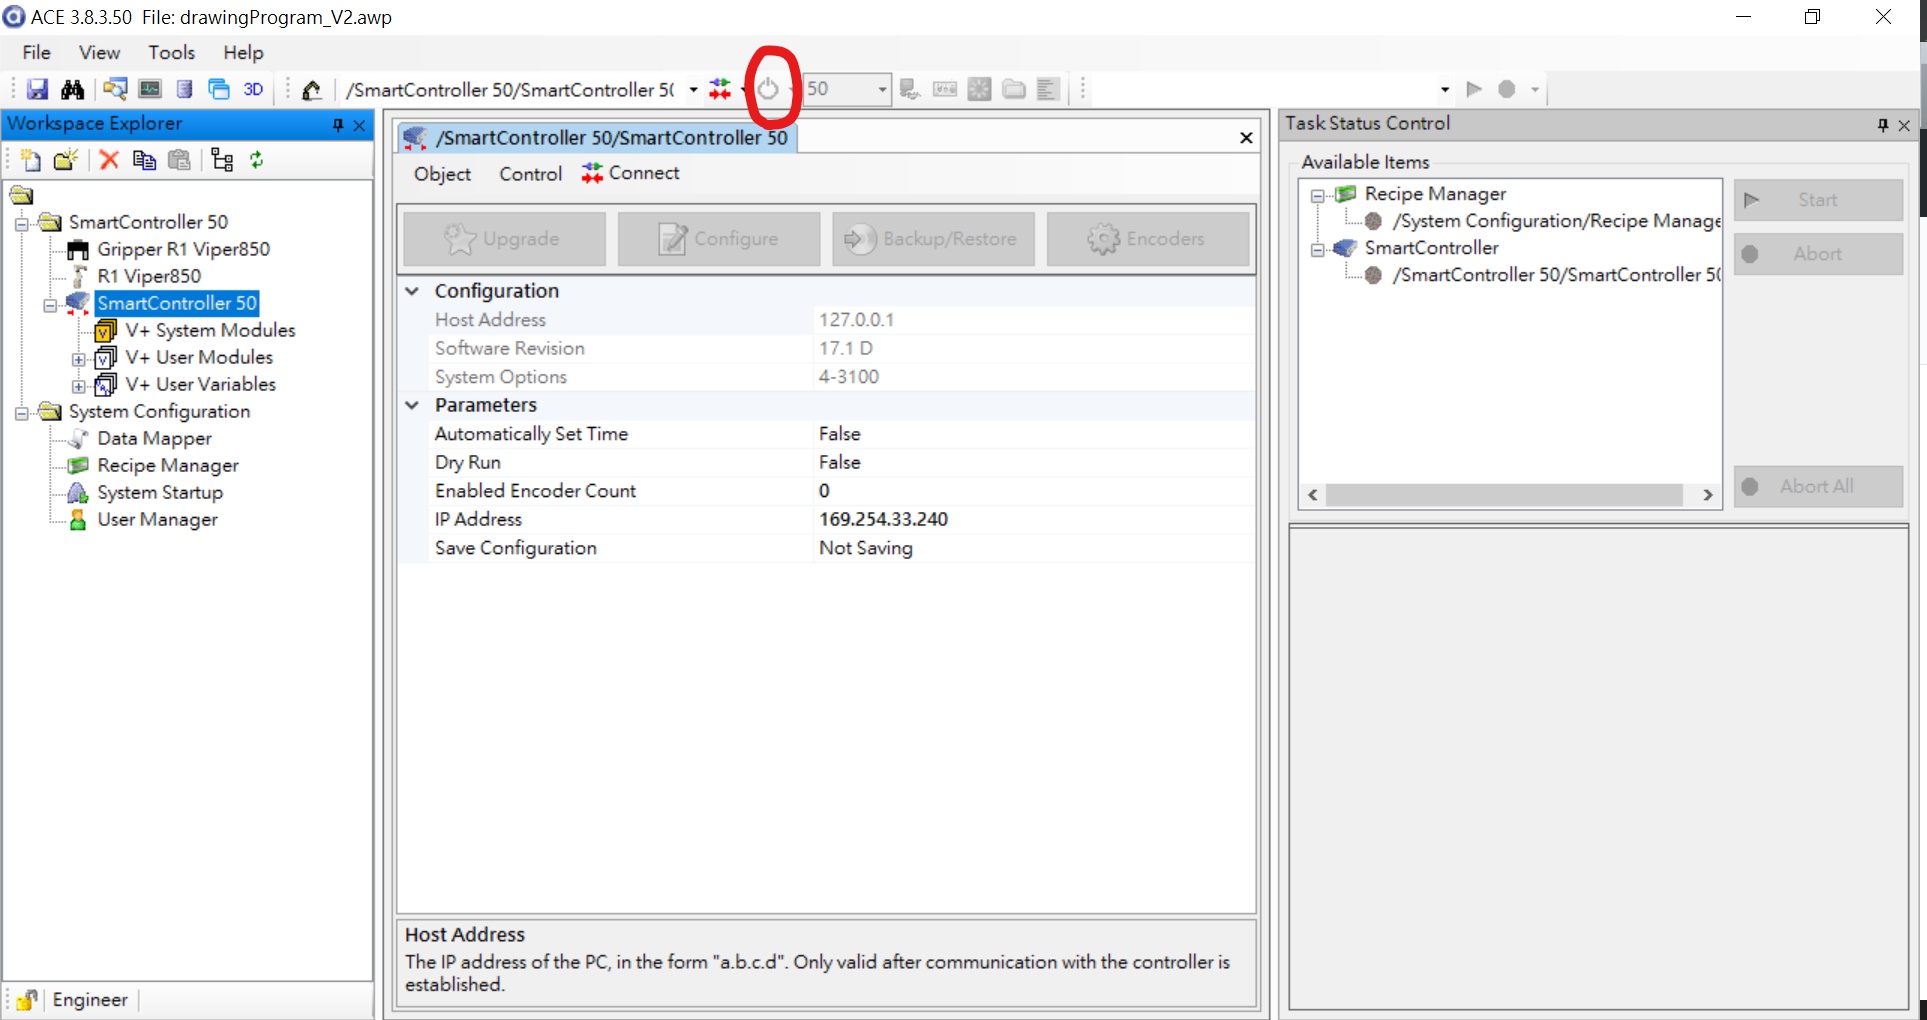 ACE 3.8.3.50 File: drawingProgram_V2.awp
File View Tools Help
3D /SmartController 50/SmartController 5( 50
Workspace Explorer
SmartController 50
Gripper R1 Viper850
R1 Viper850
SmartController 50
V+ System Modules
V+ User Modules
V+ User Variables
System Configuration
Data Mapper
Recipe Manager
System Startup
User Manager
Engineer
/SmartController 50/SmartController 50
Object Control Connect
Upgrade Configure Backup/Restore Encoders
Configuration
Host Address 127.0.0.1
Software Revision 17.1 D
System Options 4-3100
Parameters
Automatically Set Time False
Dry Run False
Enabled Encoder Count 0
IP Address 169.254.33.240
Save Configuration Not Saving
Host Address
The IP address of the PC, in the form "a.b.c.d". Only valid after communication with the controller is
established.
Task Status Control
Available Items
Recipe Manager
/System Configuration/Recipe Manage
SmartController
/SmartController 50/SmartController 5(
Start
Abort
Abort All